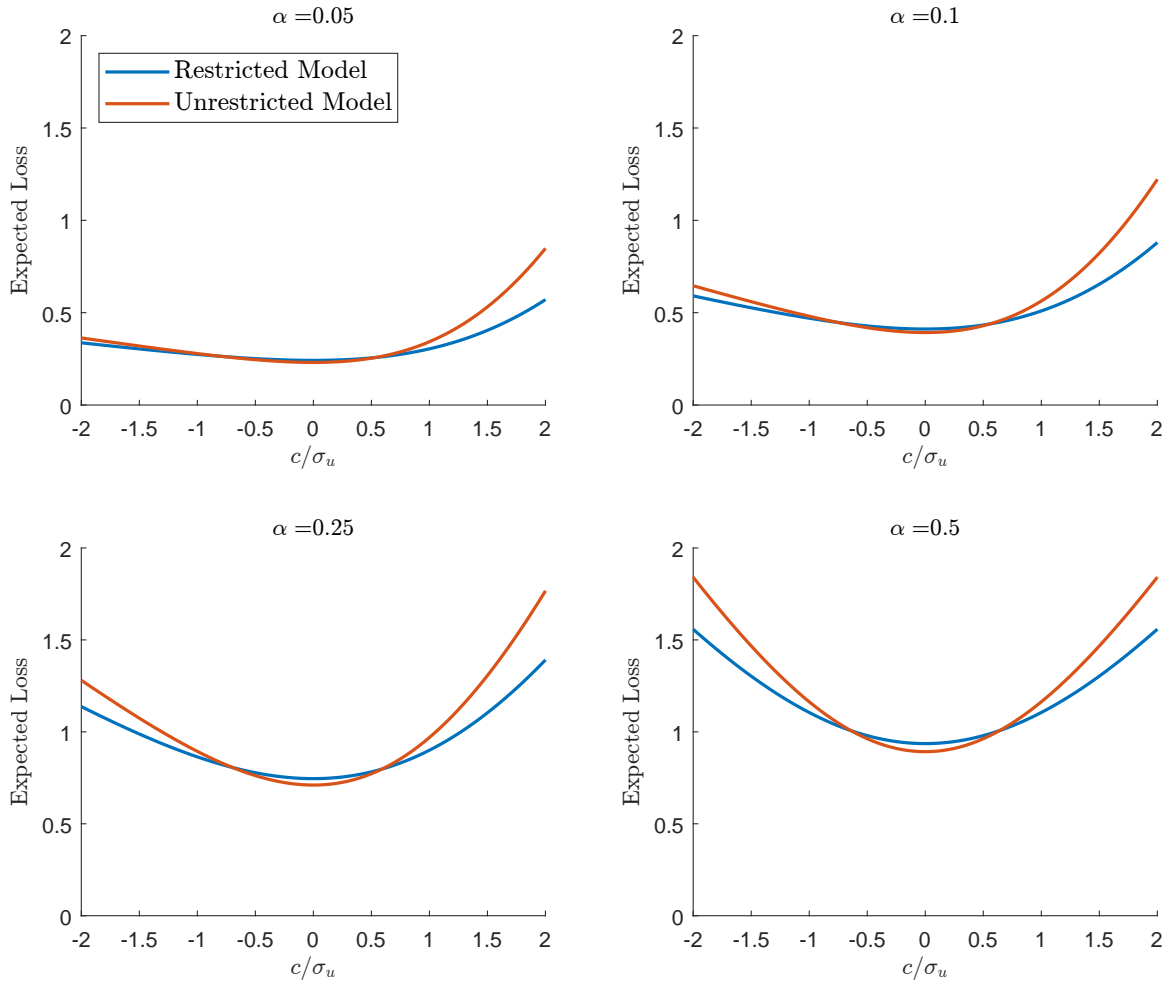 α =0.05
2
1.5
1
0.5
0
Expected Loss
Restricted Model
Unrestricted Model
-2 -1.5 -1 -0.5 0 0.5 1 1.5 2
c/σu
α =0.1
2
1.5
1
0.5
0
Expected Loss
-2 -1.5 -1 -0.5 0 0.5 1 1.5 2
c/σu
α =0.25
2
1.5
1
0.5
0
Expected Loss
-2 -1.5 -1 -0.5 0 0.5 1 1.5 2
c/σu
α =0.5
2
1.5
1
0.5
0
Expected Loss
-2 -1.5 -1 -0.5 0 0.5 1 1.5 2
c/σu